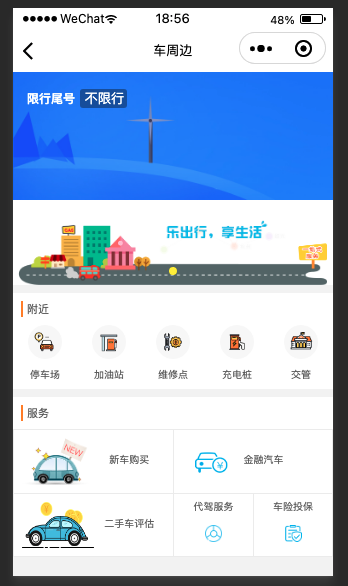 ●●●●● WeChat 18:56 48%
车周边
限行尾号 不限行
乐出行，享生活
附近
停车场 加油站 维修点 充电桩 交管
服务
NEW
新车购买 金融汽车
二手车评估 代驾服务 车险投保